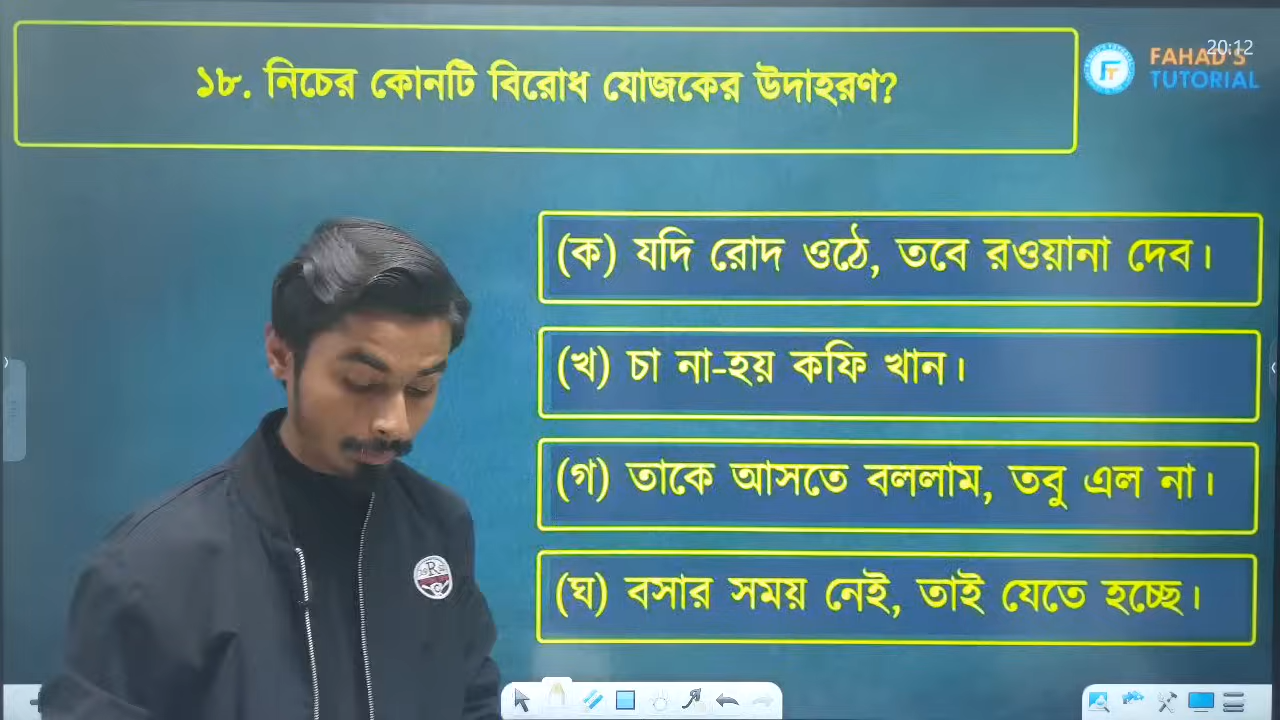 ১৮. নিচের কোনটি বিরোধ যোজকের উদাহরণ?
20:12
FAHAD'S
TUTORIAL
(ক) যদি রোদ ওঠে, তবে রওয়ানা দেব।
(খ) চা না-হয় কফি খান।
(গ) তাকে আসতে বললাম, তবু এল না।
(ঘ) বসার সময় নেই, তাই যেতে হচ্ছে।
R